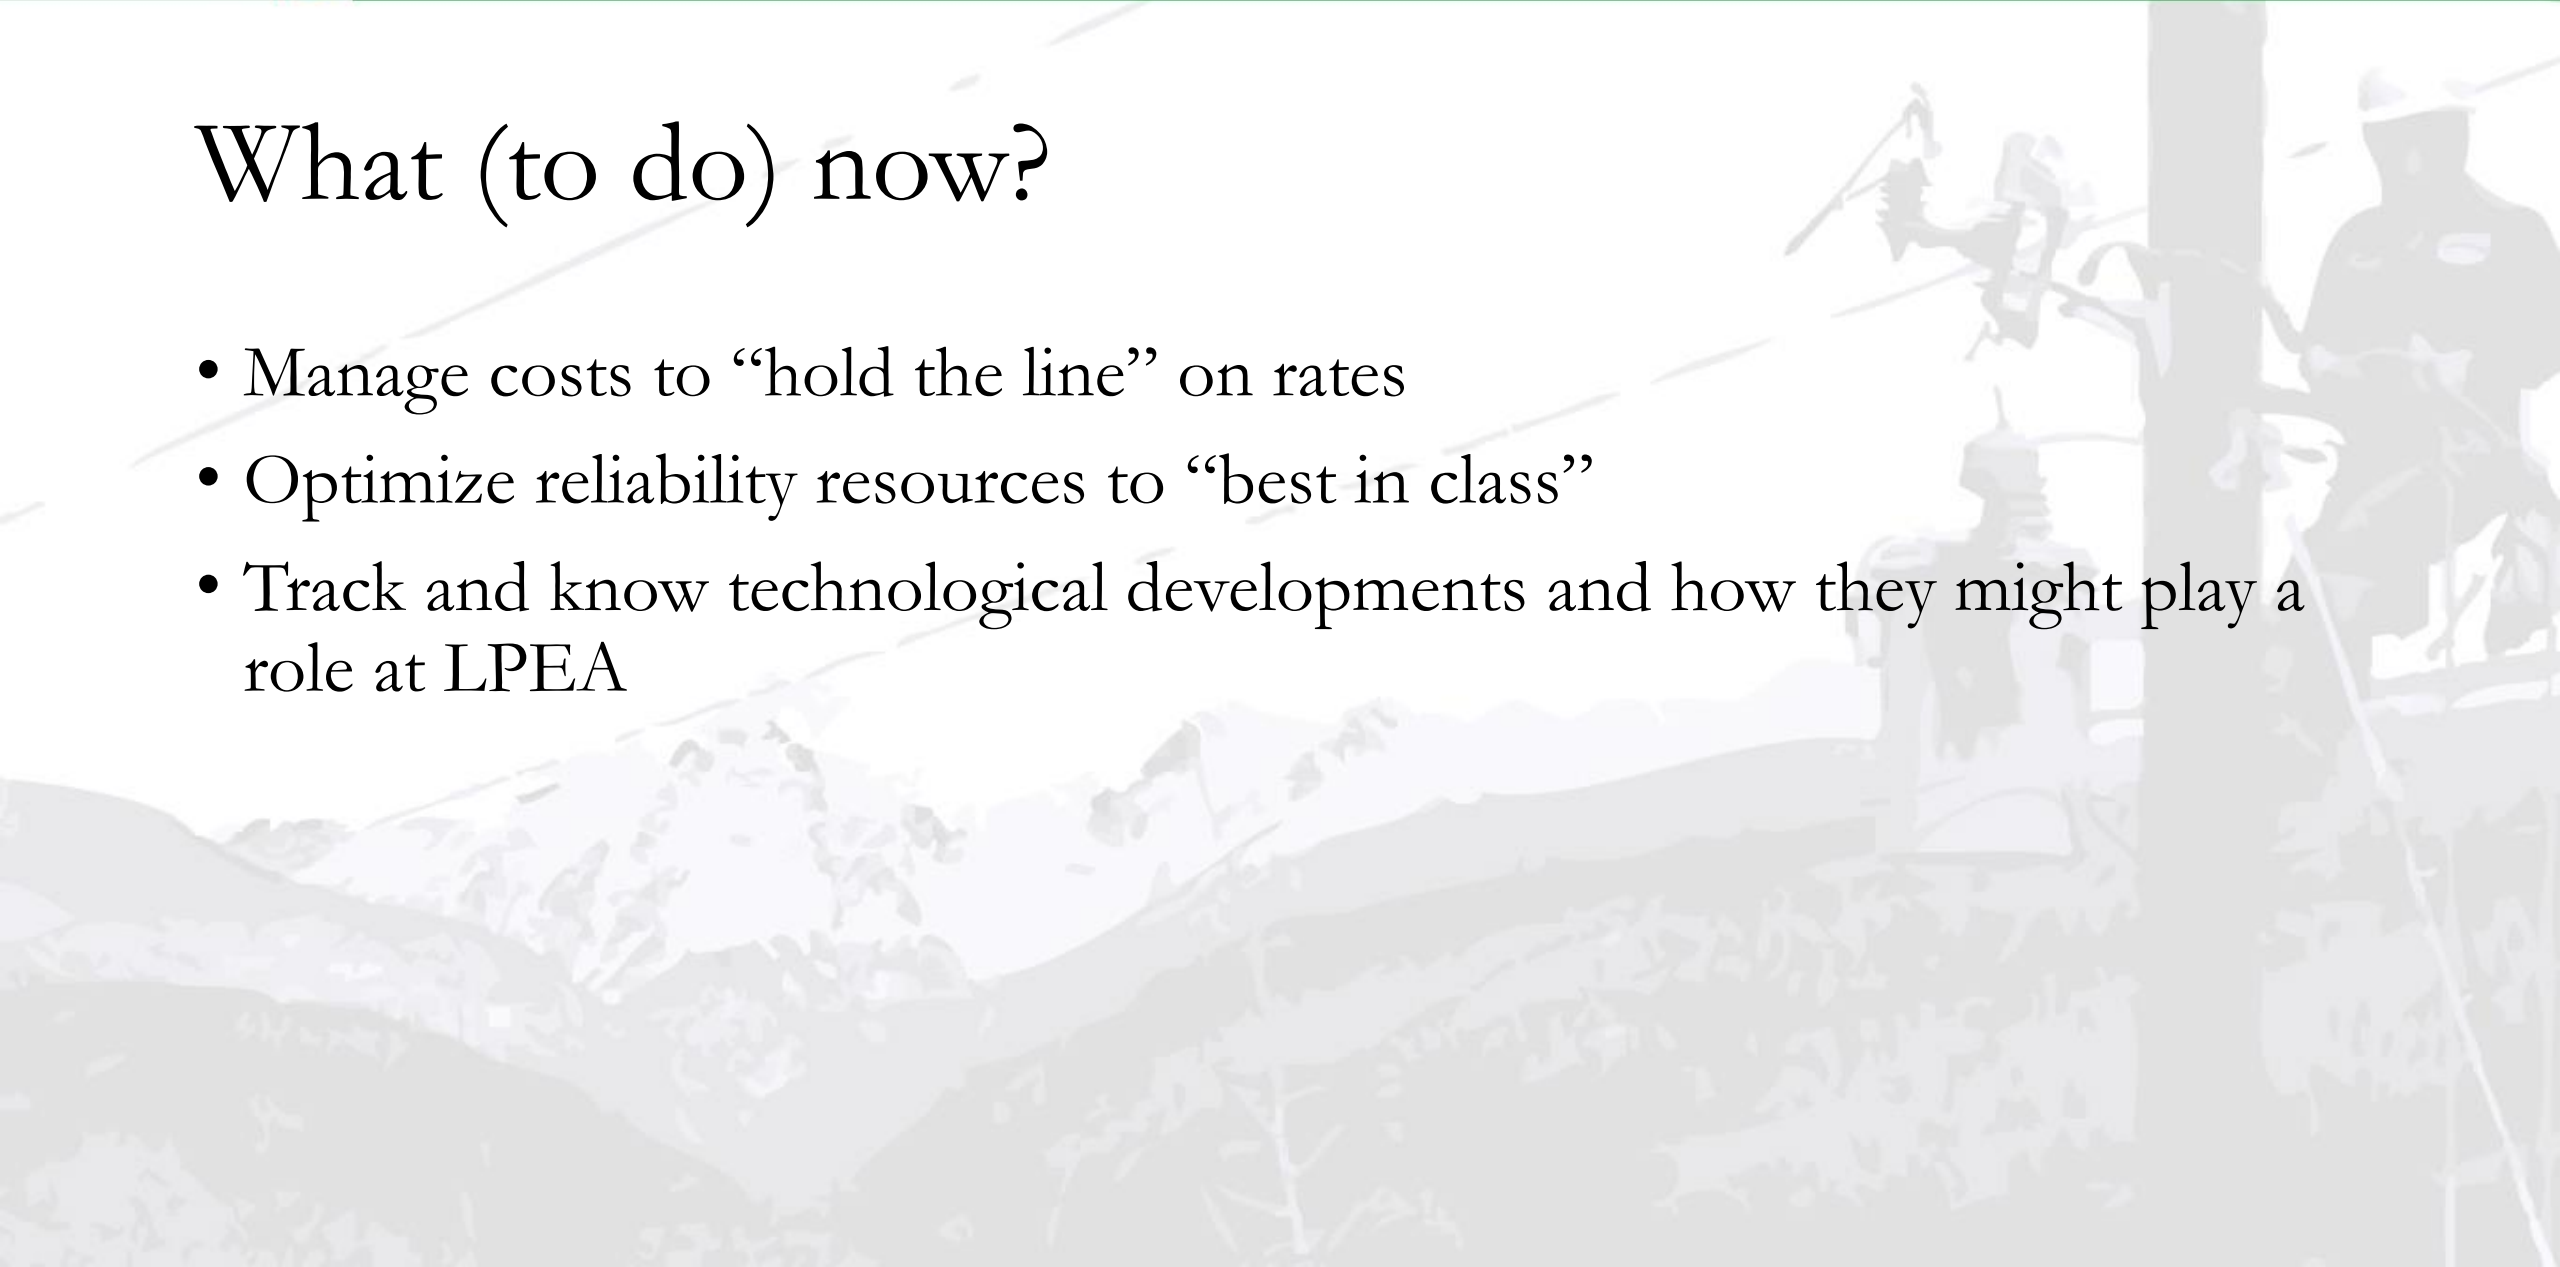 What (to do) now?
• Manage costs to “hold the line” on rates
• Optimize reliability resources to “best in class”
• Track and know technological developments and how they might play a
role at LPEA